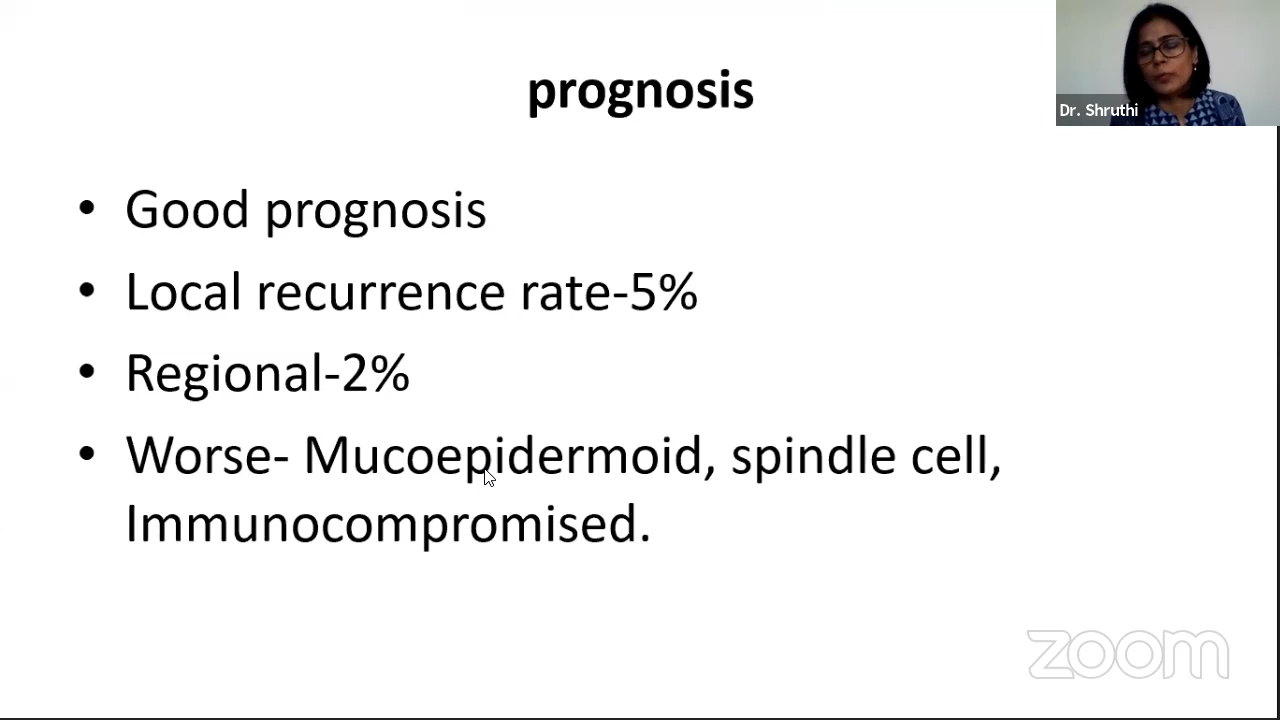 prognosis
Dr. Shruthi
• Good prognosis
• Local recurrence rate-5%
• Regional-2%
• Worse- Mucoepidermoid, spindle cell,
Immunocompromised.
zoom